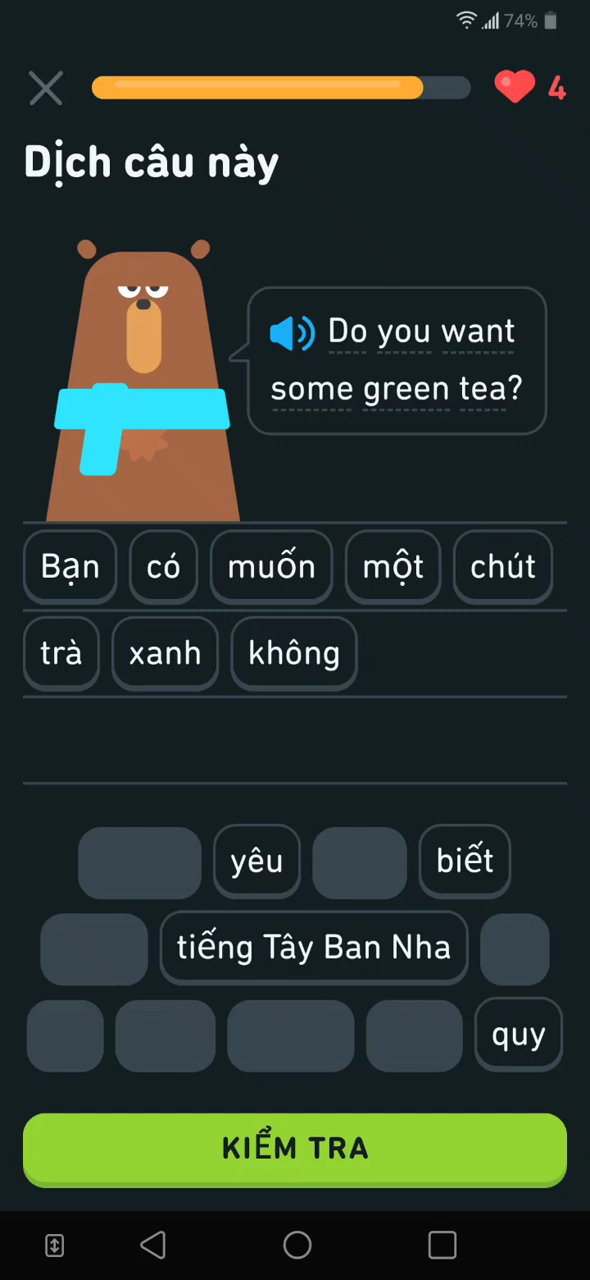 74%
4
Dịch câu này
Do you want
some green tea?
Bạn có muốn một chút
trà xanh không
yêu biết
tiếng Tây Ban Nha
quy
KIỂM TRA